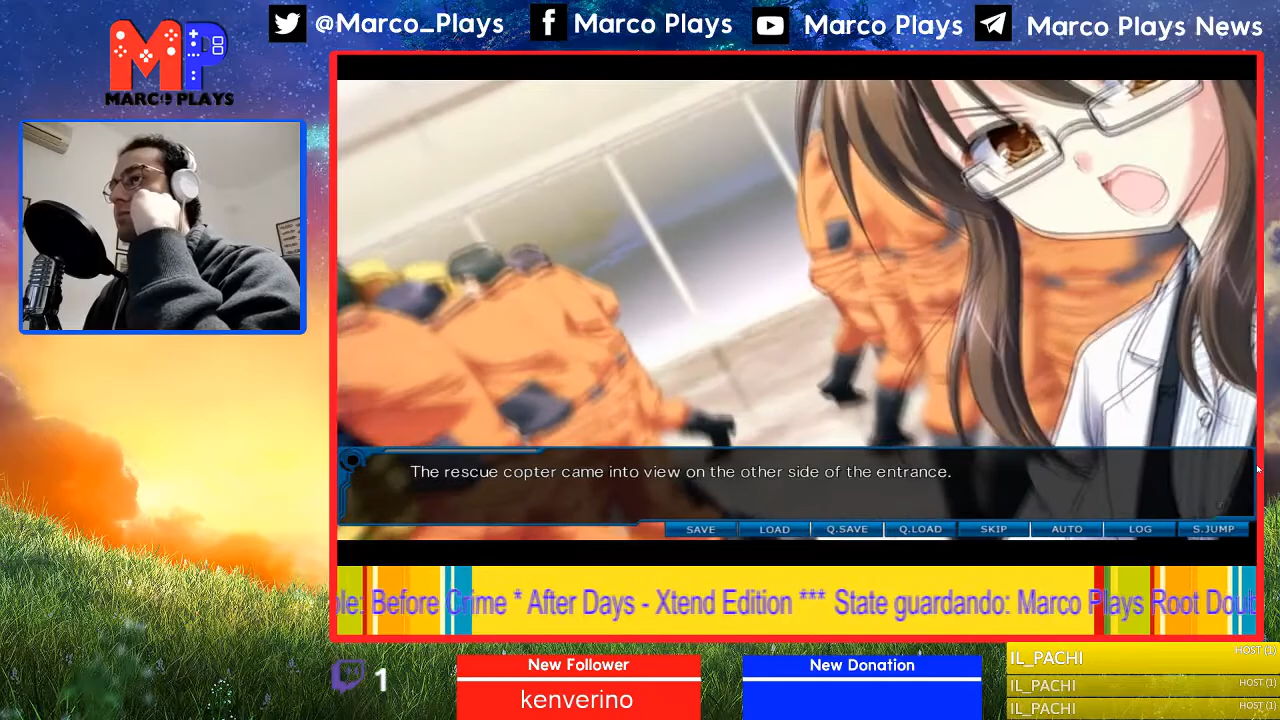 @Marco_Plays
Marco Plays
Marco Plays
Marco Plays News
MP
MARCO PLAYS
The rescue copter came into view on the other side of the entrance.
SAVE LOAD Q.SAVE Q.LOAD SKIP AUTO LOG S.JUMP
ble: Before Crime * After Days - Xtend Edition *** State guardando: Marco Plays Root Doub
1
New Follower
kenverino
New Donation
IL_PACHI HOST (1)
IL_PACHI HOST (1)
IL_PACHI HOST (1)